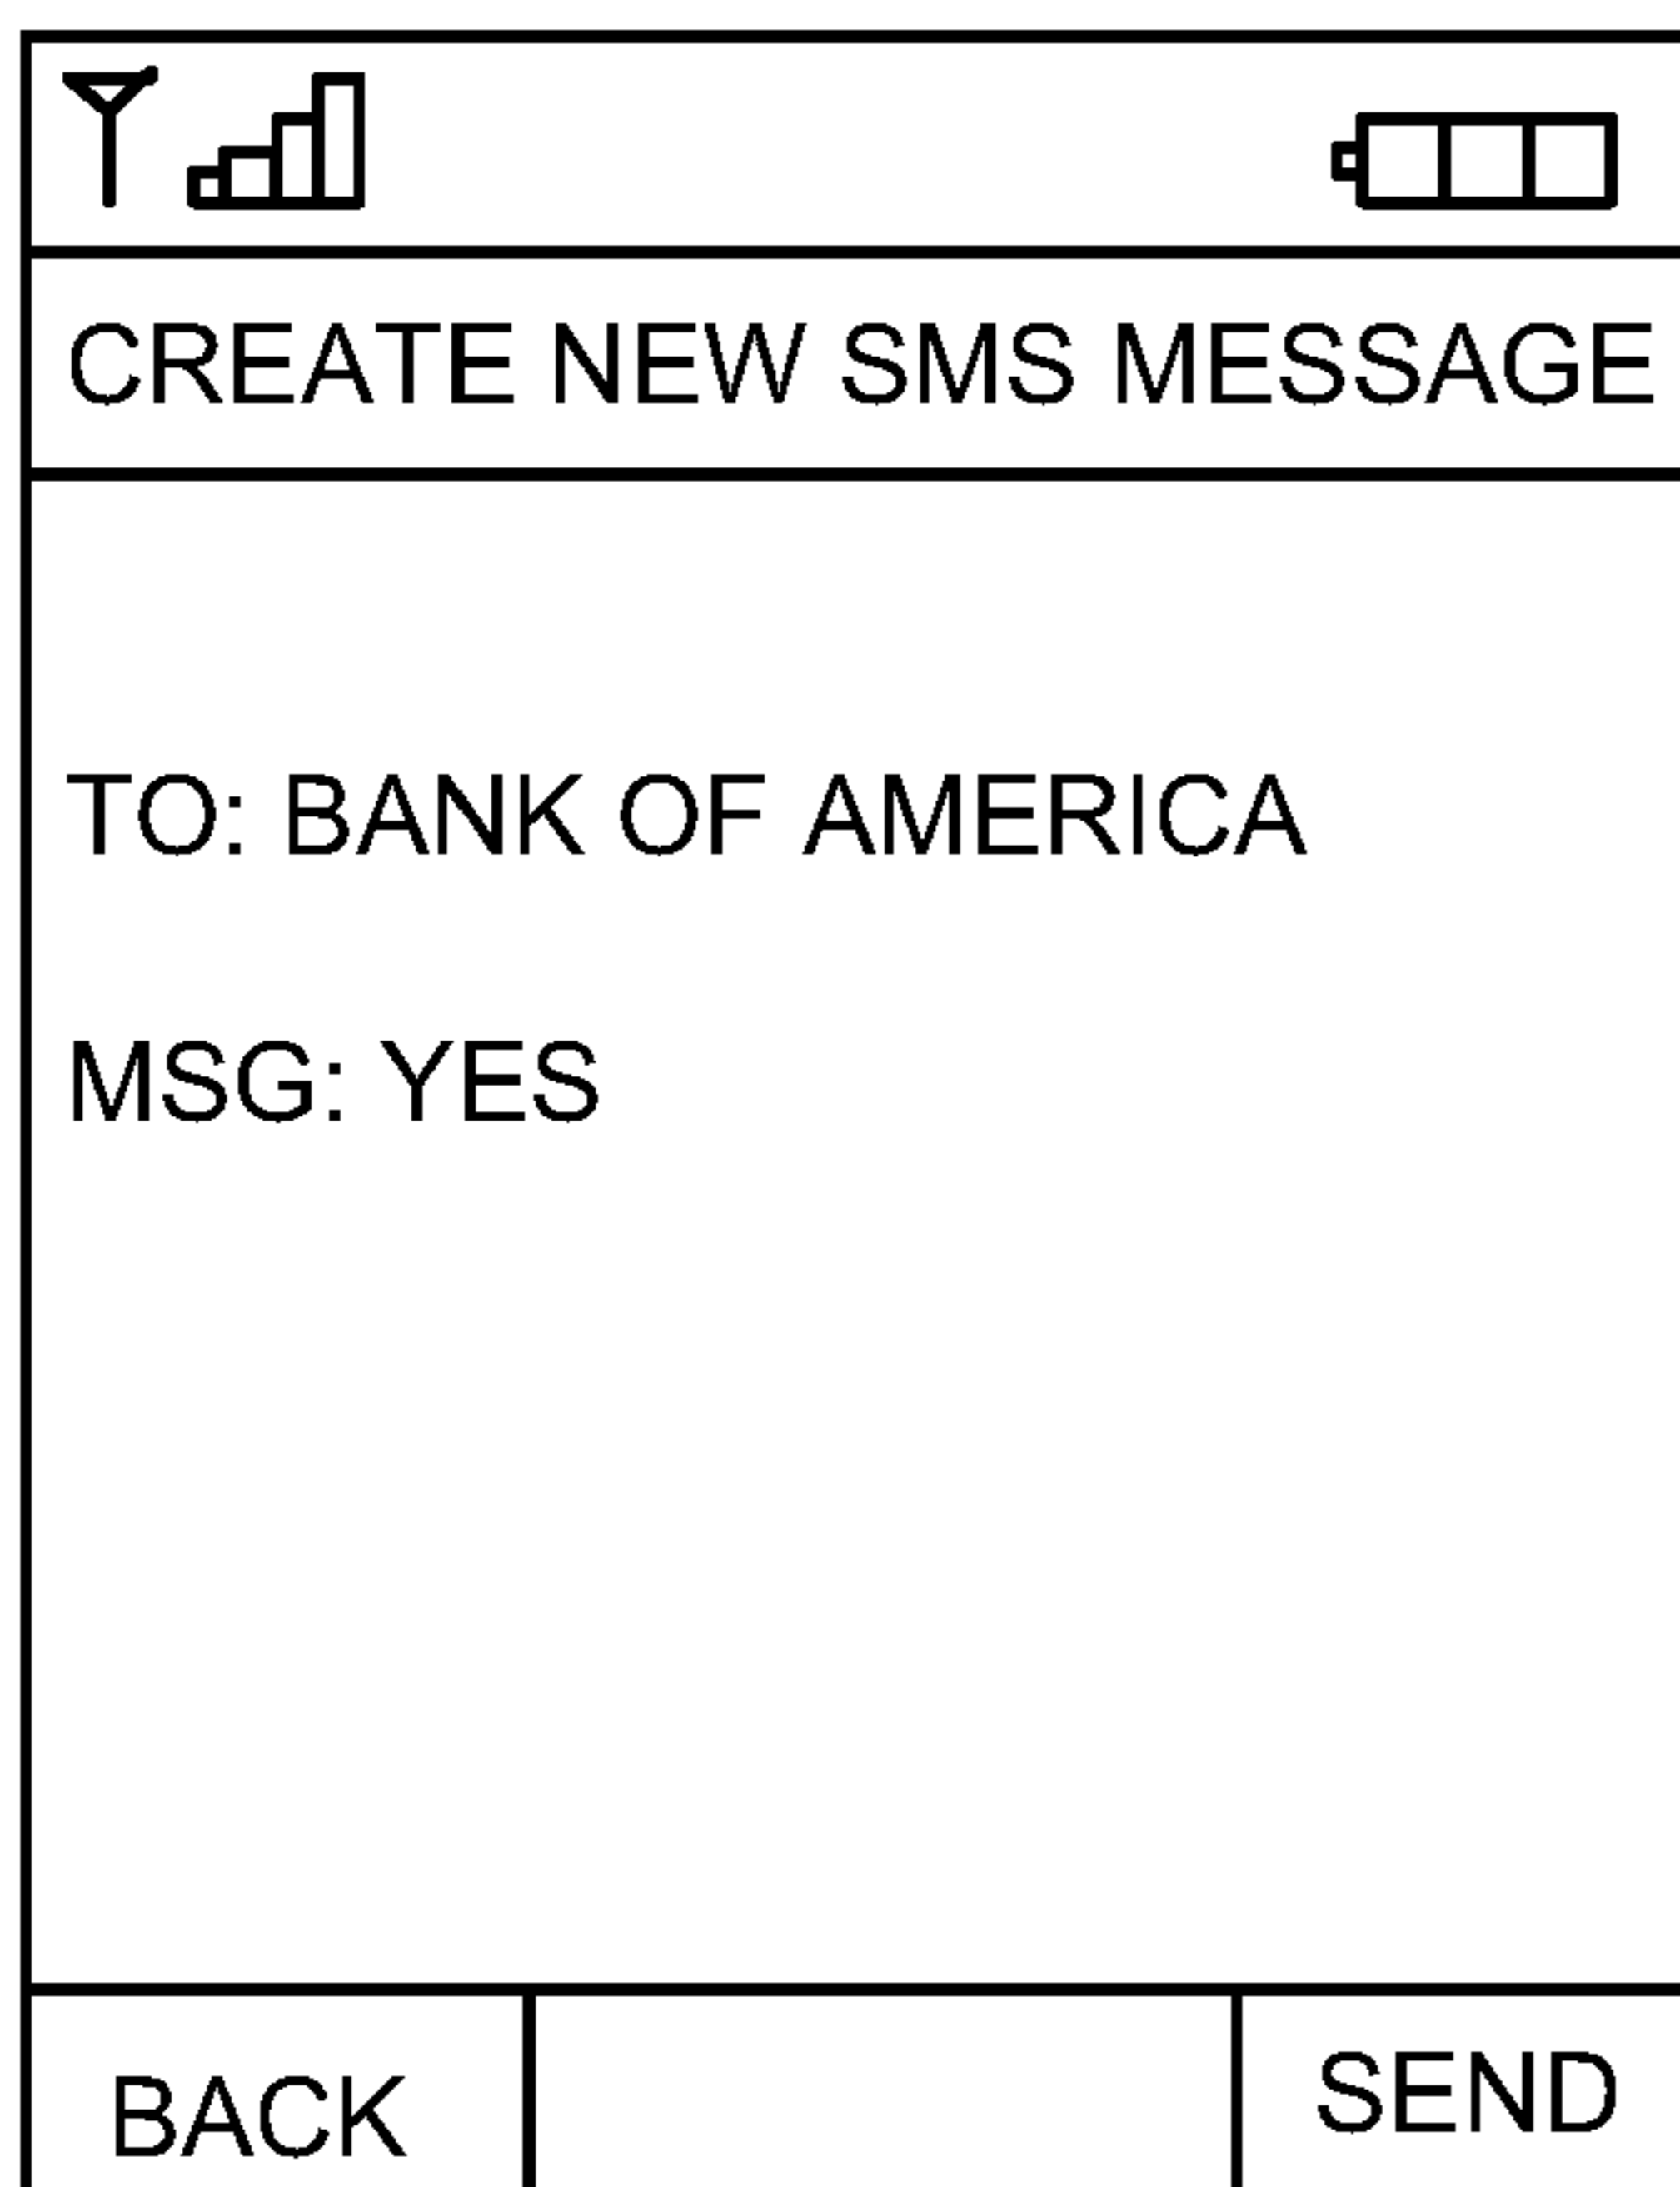 CREATE NEW SMS MESSAGE
TO: BANK OF AMERICA
MSG: YES
BACK
SEND